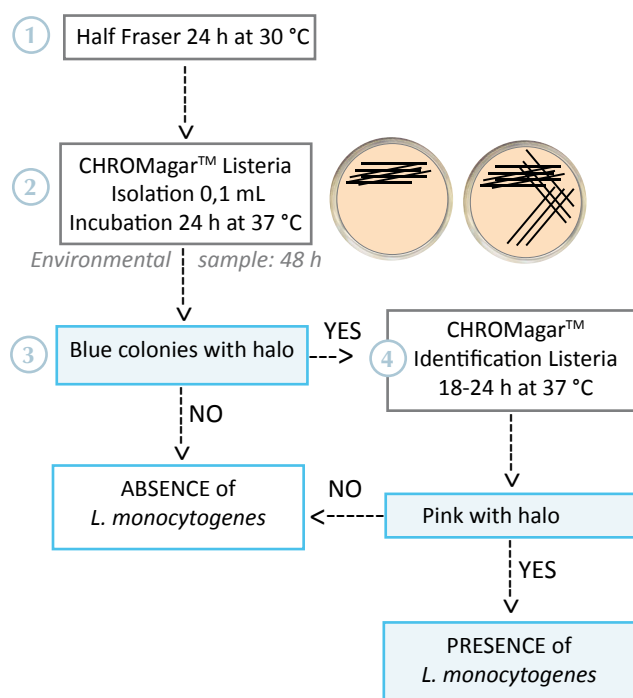 1
Half Fraser 24 h at 30 °C
2
CHROMagar™ Listeria
Isolation 0,1 mL
Incubation 24 h at 37 °C
Environmental sample: 48 h
3
Blue colonies with halo
YES
4
CHROMagar™
Identification Listeria
18-24 h at 37 °C
NO
ABSENCE of
L. monocytogenes
NO
Pink with halo
YES
PRESENCE of
L. monocytogenes